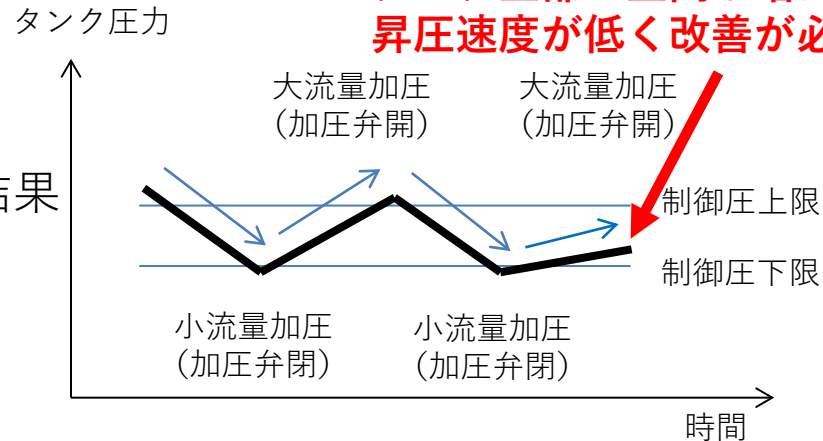 タンク圧力
昇圧速度が低く改善が必
大流量加圧
(加圧弁開)
大流量加圧
(加圧弁開)
結果
制御圧上限
制御圧下限
小流量加圧
(加圧弁閉)
小流量加圧
(加圧弁閉)
時間